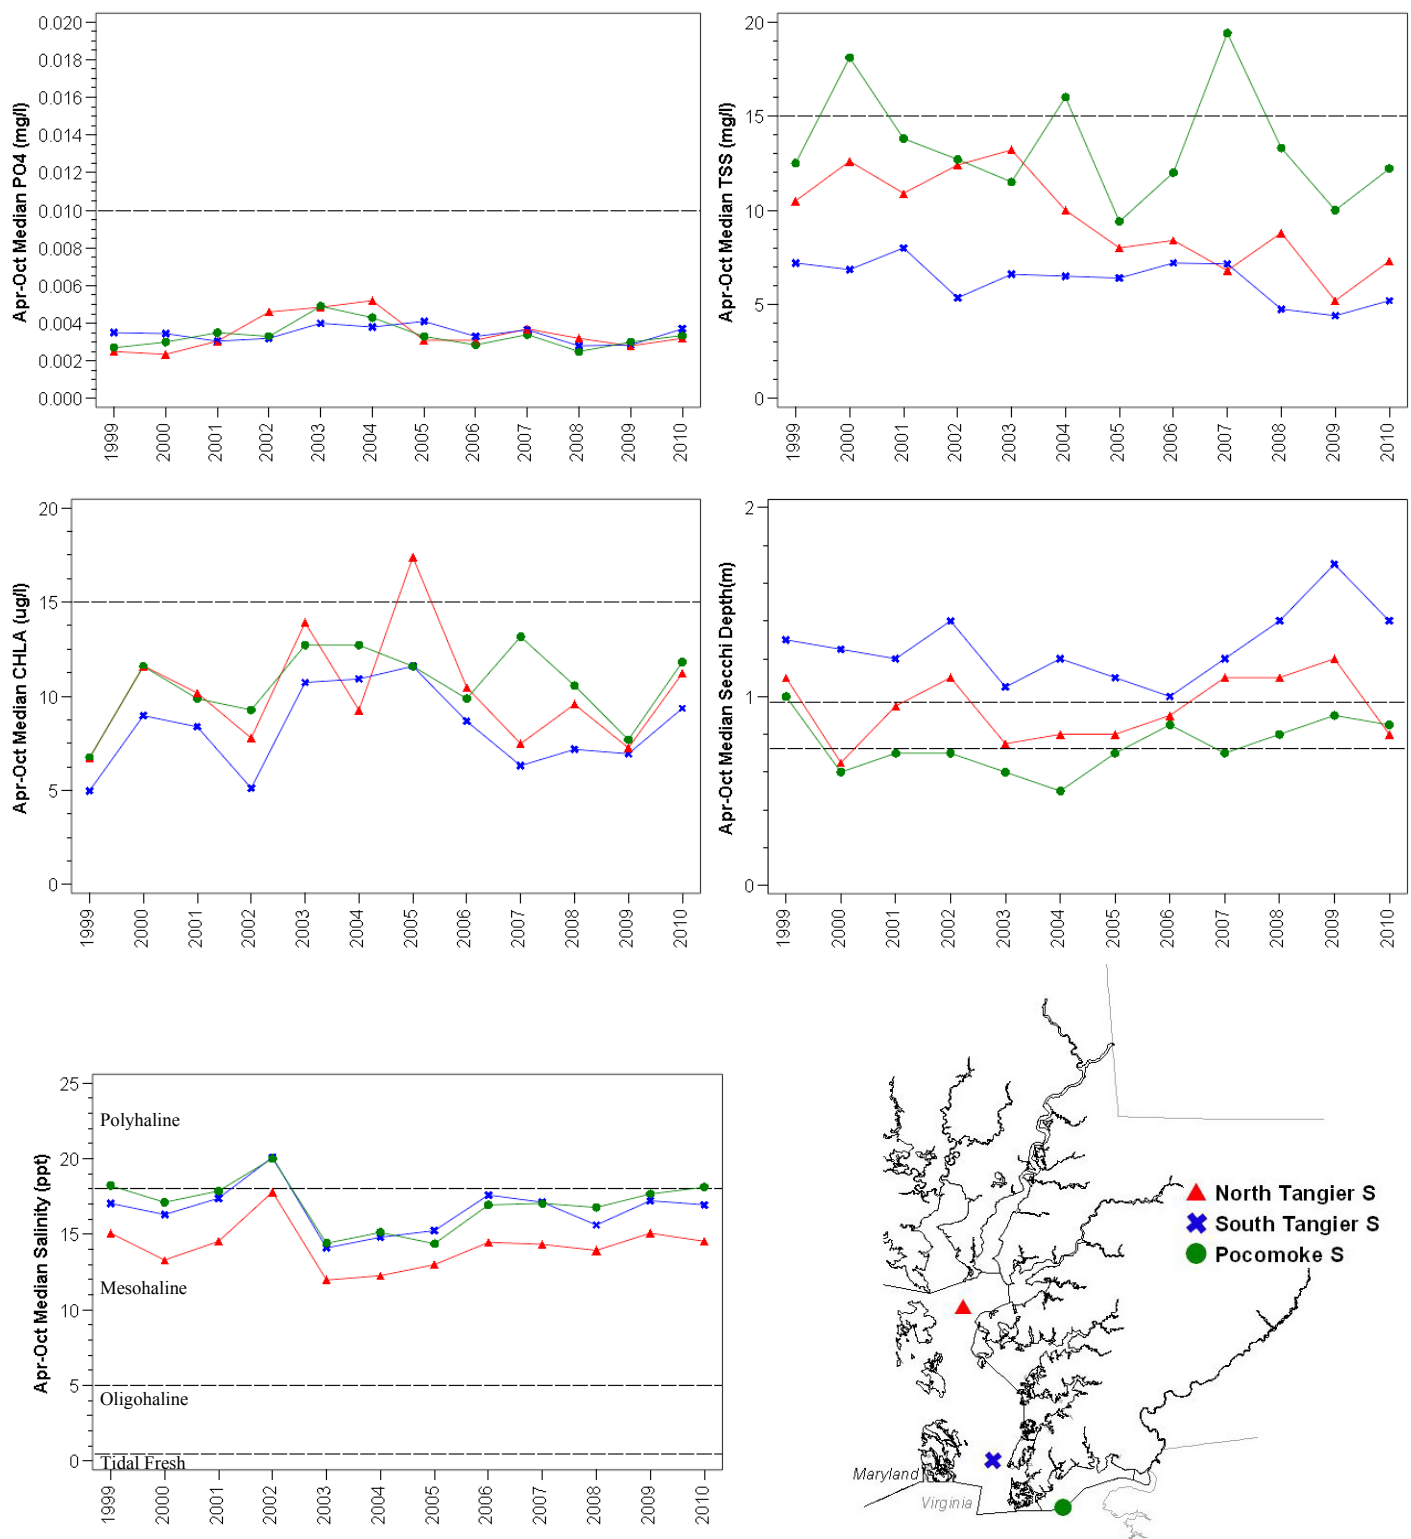 Apr-Oct Median PO4 (mg/l)
0.020
0.018
0.016
0.014
0.012
0.010
0.008
0.006
0.004
0.002
0.000
1999 2000 2001 2002 2003 2004 2005 2006 2007 2008 2009 2010
Apr-Oct Median TSS (mg/l)
20
15
10
5
0
1999 2000 2001 2002 2003 2004 2005 2006 2007 2008 2009 2010
Apr-Oct Median CHLA (ug/l)
20
15
10
5
0
1999 2000 2001 2002 2003 2004 2005 2006 2007 2008 2009 2010
Apr-Oct Median Secchi Depth(m)
2
1
0
1999 2000 2001 2002 2003 2004 2005 2006 2007 2008 2009 2010
Apr-Oct Median Salinity (ppt)
25
20
15
10
5
0
Polyhaline
Mesohaline
Oligohaline
Tidal Fresh
1999 2000 2001 2002 2003 2004 2005 2006 2007 2008 2009 2010
North Tangier S
South Tangier S
Pocomoke S
Maryland
Virginia